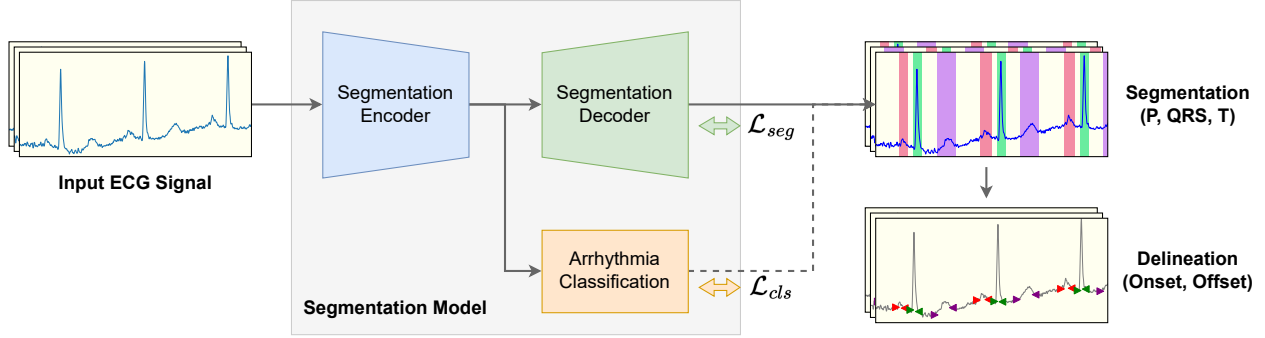 Input ECG Signal
Segmentation
Encoder
Segmentation
Decoder
ℒseg
Arrhythmia
Classification
ℒcls
Segmentation Model
Segmentation
(P, QRS, T)
Delineation
(Onset, Offset)